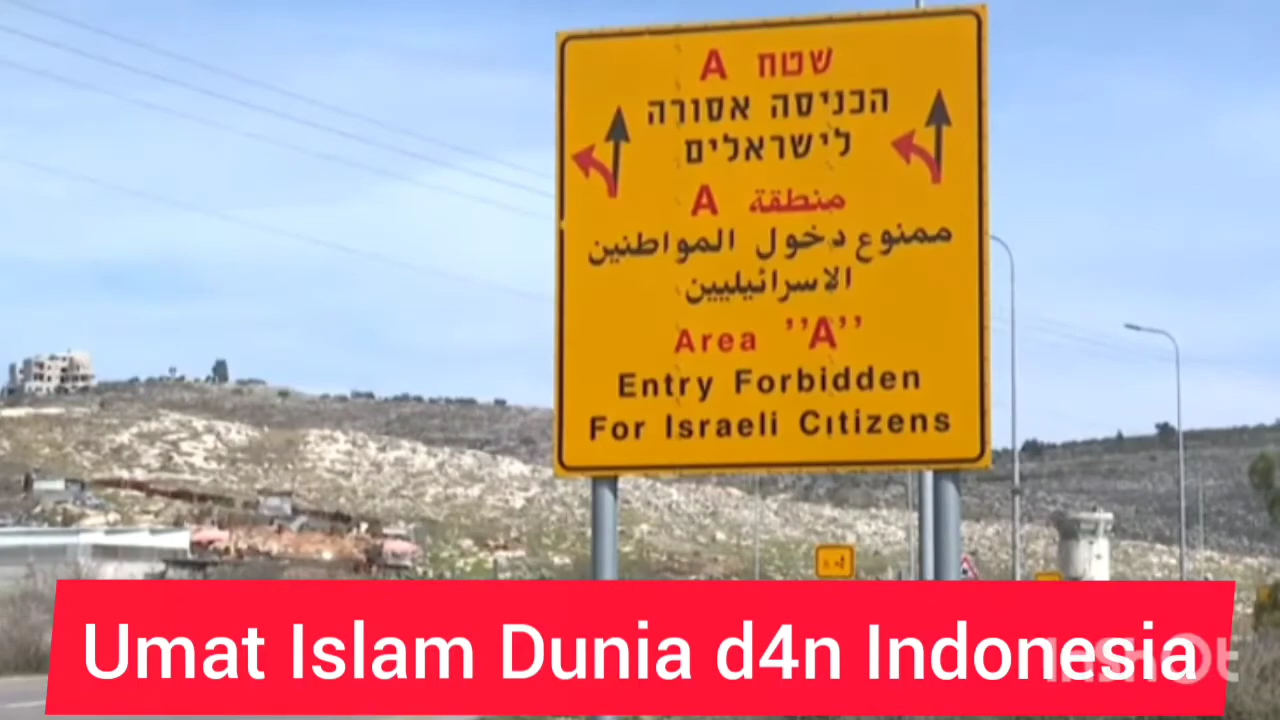 שטח A
הכניסה אסורה
לישראלים
منطقة A
ممنوع دخول المواطنين
الاسرائيليين
Area ”A”
Entry Forbidden
For Israeli Citizens
Umat Islam Dunia d4n Indonesia
InShOt